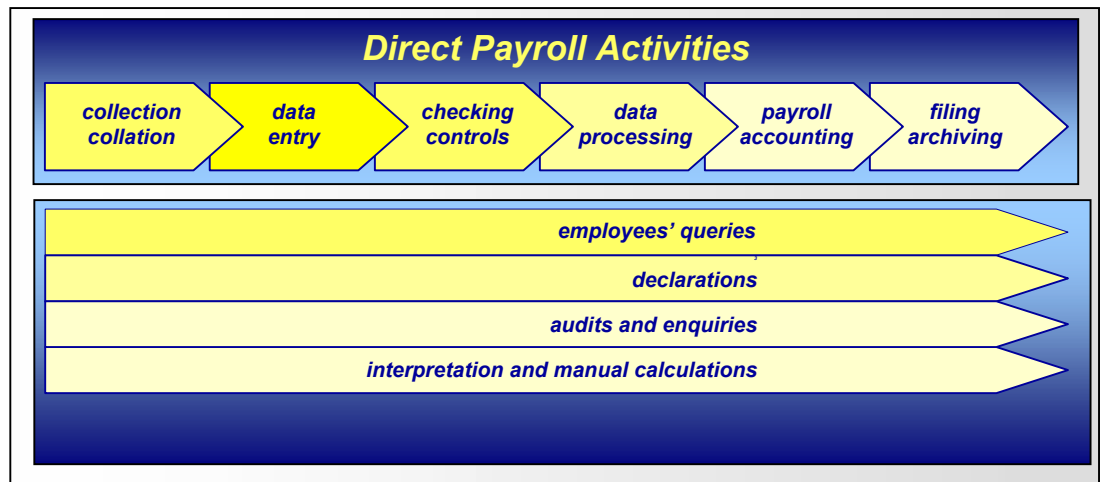 Direct Payroll Activities
collection
collation
data
entry
checking
controls
data
processing
payroll
accounting
filing
archiving
employees’ queries
declarations
audits and enquiries
interpretation and manual calculations